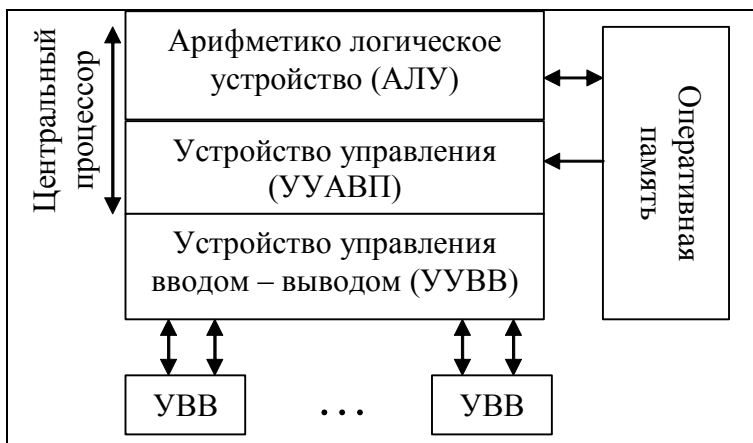 Центральный
процессор
Арифметико логическое
устройство (АЛУ)
Устройство управления
(УУАВП)
Устройство управления
вводом – выводом (УУВВ)
Оперативная
память
УВВ
...
УВВ